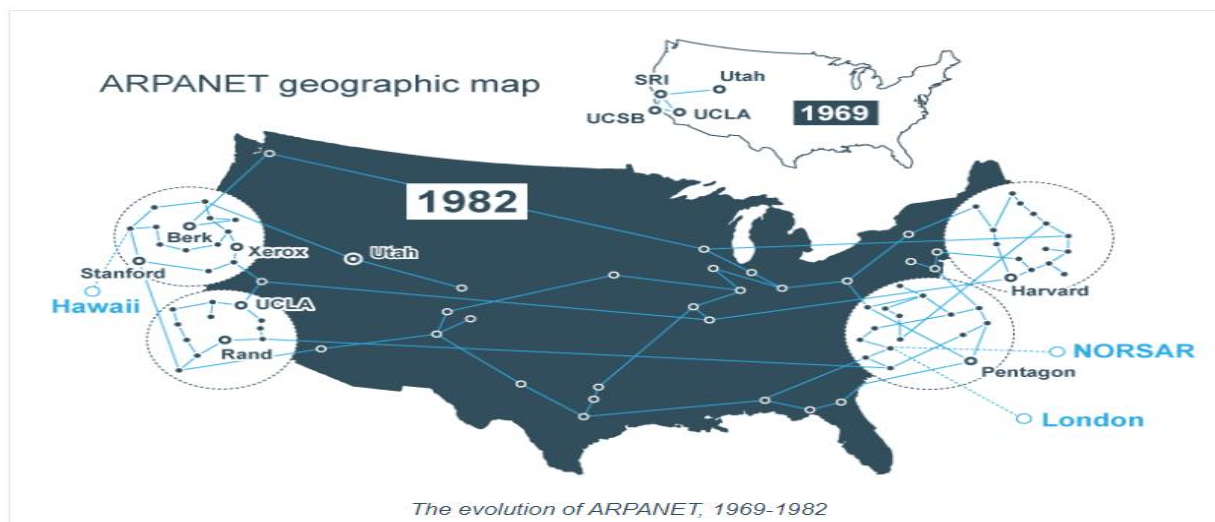 ARPANET geographic map
SRI
Utah
UCSB
UCLA
1969
1982
Berk
Xerox
Utah
Stanford
Hawaii
UCLA
Rand
Harvard
NORSAR
Pentagon
London
The evolution of ARPANET, 1969-1982